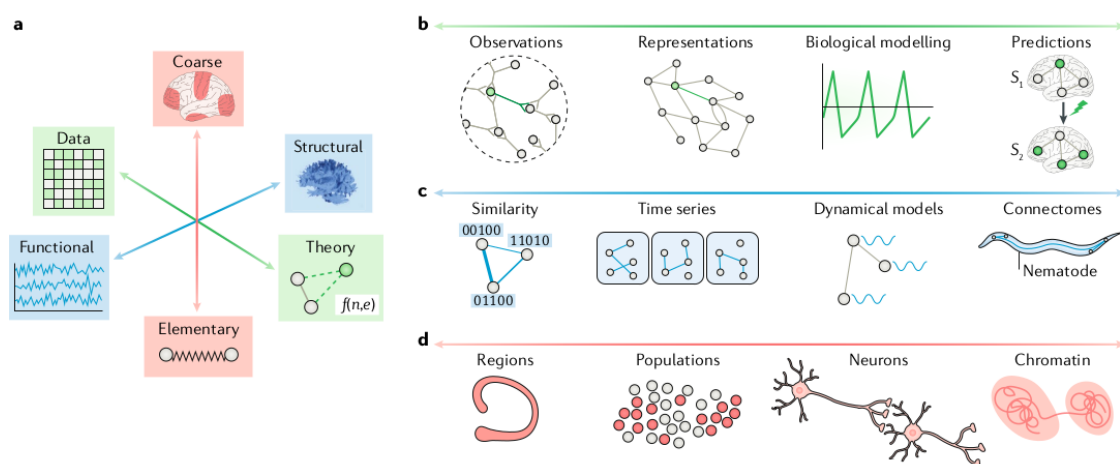 a
Coarse
Data
Structural
Functional
Theory
f(n,e)
Elementary
b
Observations
Representations
Biological modelling
Predictions
S1
S2
c
Similarity
Time series
Dynamical models
Connectomes
00100
11010
01100
Nematode
d
Regions
Populations
Neurons
Chromatin